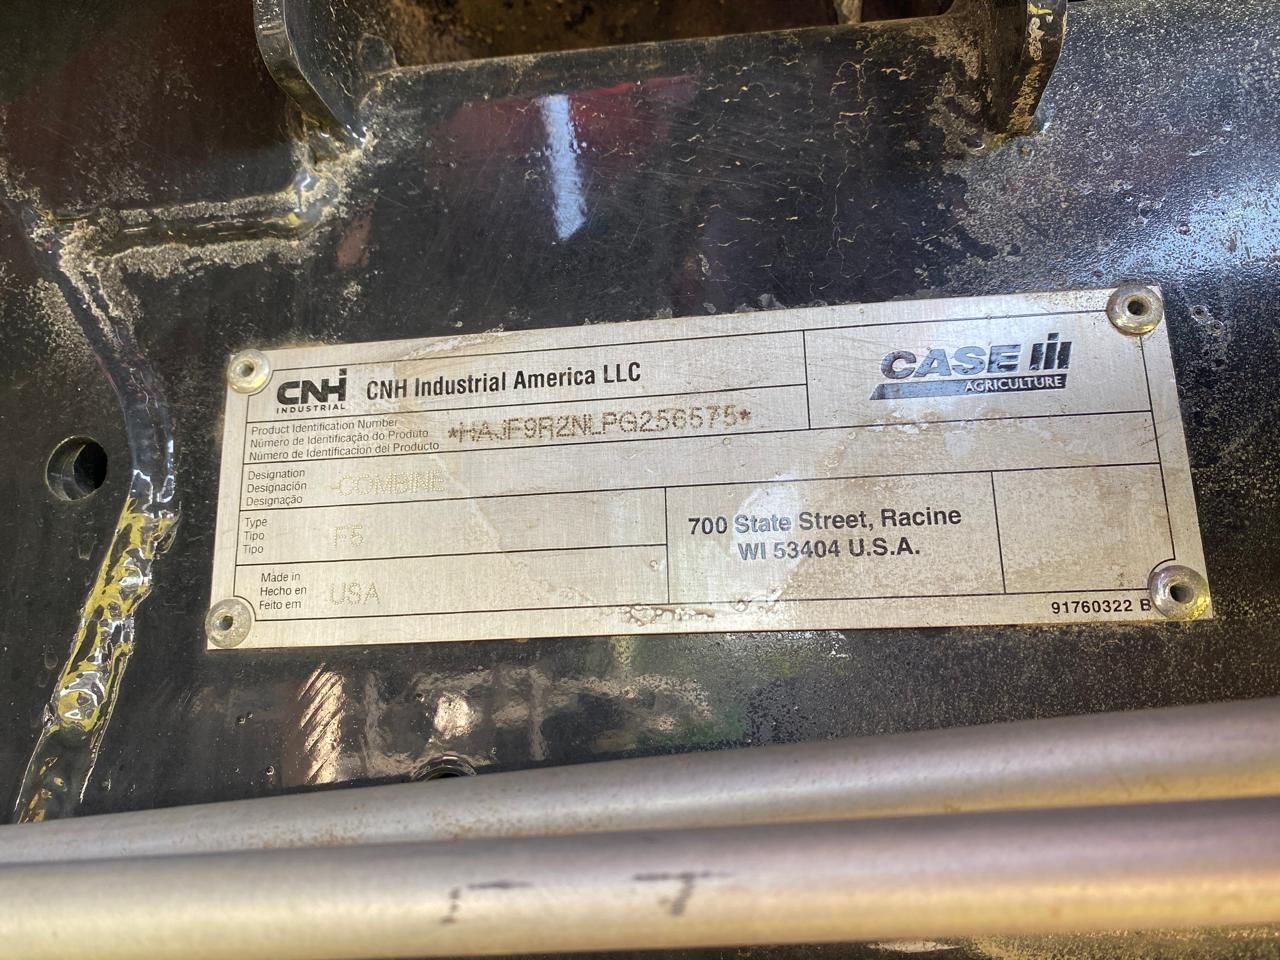 CNH INDUSTRIAL
CNH Industrial America LLC
CASE IH AGRICULTURE
Product Identification Number
Número de Identificação do Produto
Número de Identificacion del Producto
*HAJF9R2NLPG256575*
Designation
Designación
Designação
COMBINE
Type
Tipo
Tipo
F5
700 State Street, Racine
WI 53404 U.S.A.
Made in
Hecho en
Feito em
USA
91760322 B